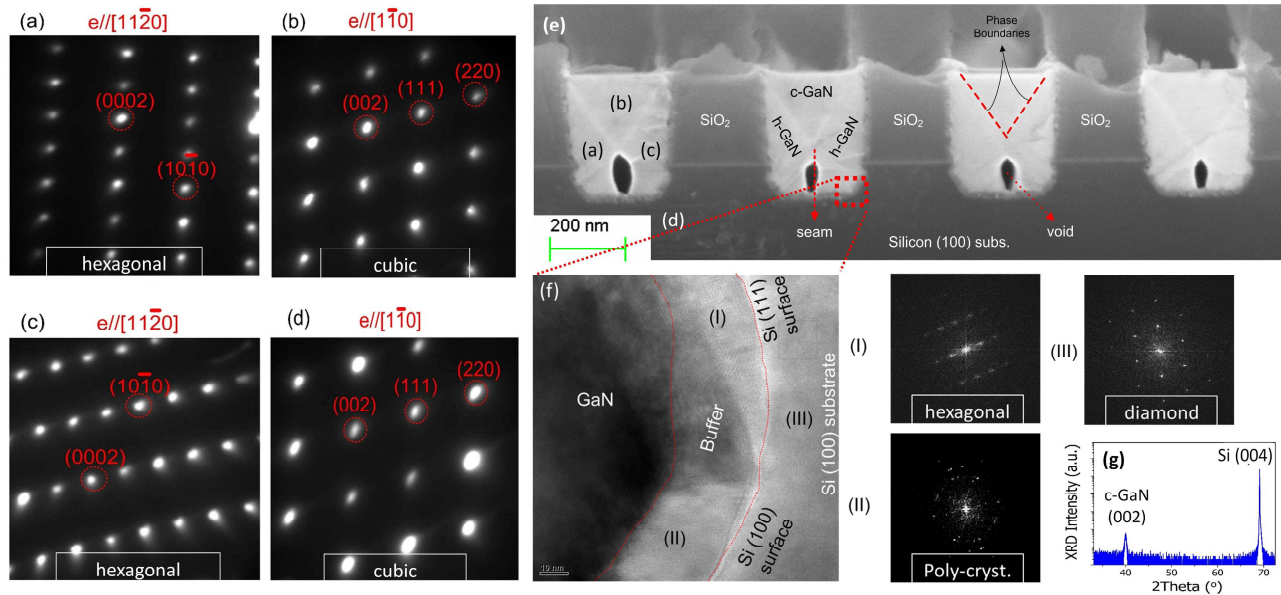 (a)
e//[112̄0]
(0002)
(101̄0)
hexagonal
(b)
e//[11̄0]
(220)
(111)
(002)
cubic
(c)
e//[112̄0]
(101̄0)
(0002)
hexagonal
(d)
e//[11̄0]
(220)
(111)
(002)
cubic
(e)
Phase
Boundaries
(b)
c-GaN
SiO2
SiO2
SiO2
h-GaN
h-GaN
(a)
(c)
200 nm
(d)
seam
void
Silicon (100) subs.
(f)
(I)
Si (111)
surface
GaN
Buffer
(III)
Si (100) substrate
(II)
Si (100)
surface
10 nm
(I)
hexagonal
(III)
diamond
(II)
Poly-cryst.
(g)
Si (004)
c-GaN
(002)
XRD Intensity (a.u.)
40 50 60 70
2Theta (º)